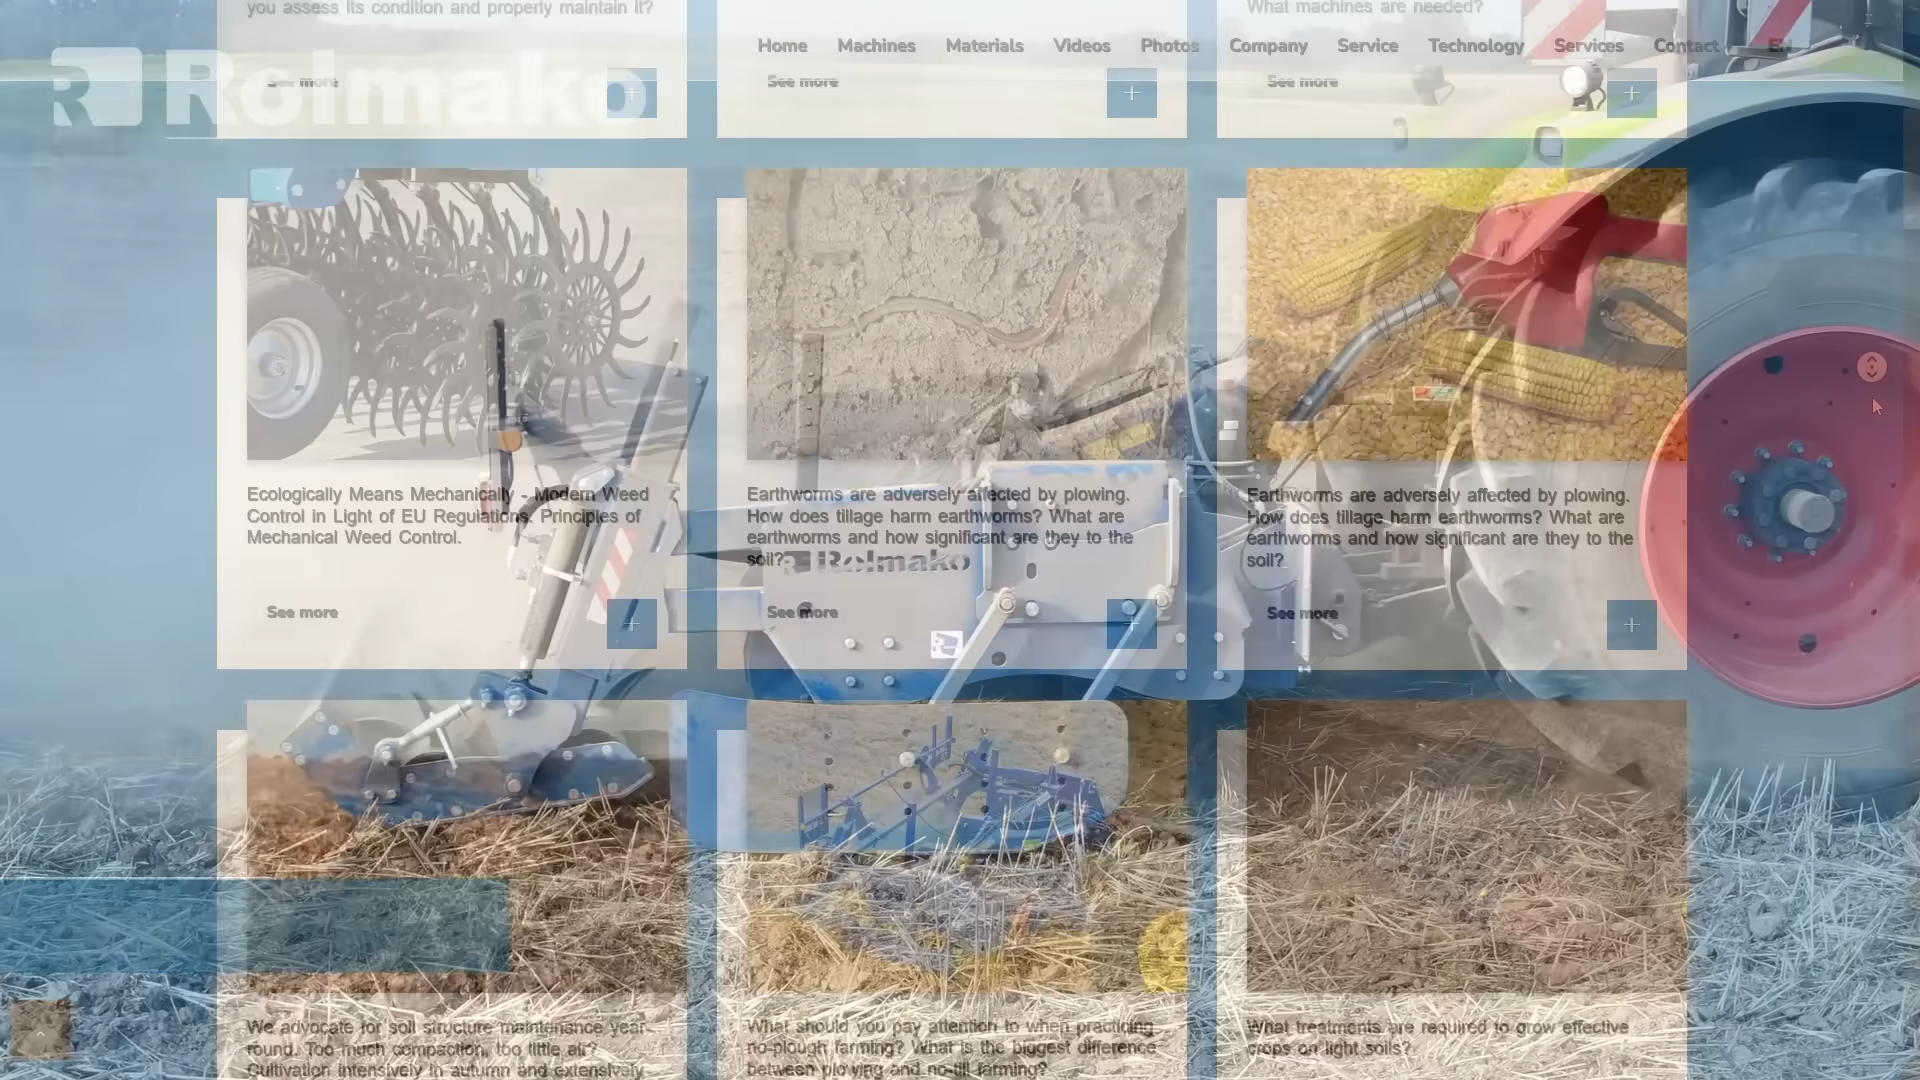 you assess its condition and properly maintain it?
What machines are needed?
Home Machines Materials Videos Photos Company Service Technology Services Contact EN
Rolmako
See more
See more
See more
Ecologically Means Mechanically - Modern Weed
Control in Light of EU Regulations. Principles of
Mechanical Weed Control.
Earthworms are adversely affected by plowing.
How does tillage harm earthworms? What are
earthworms and how significant are they to the
soil?
Earthworms are adversely affected by plowing.
How does tillage harm earthworms? What are
earthworms and how significant are they to the
soil?
Rolmako
See more
See more
See more
We advocate for soil structure maintenance year
round. Too much compaction, too little air?
Cultivation intensively in autumn and extensively
What should you pay attention to when practicing
no-plough farming? What is the biggest difference
between plowing and no-till farming?
What treatments are required to grow effective
crops on light soils?